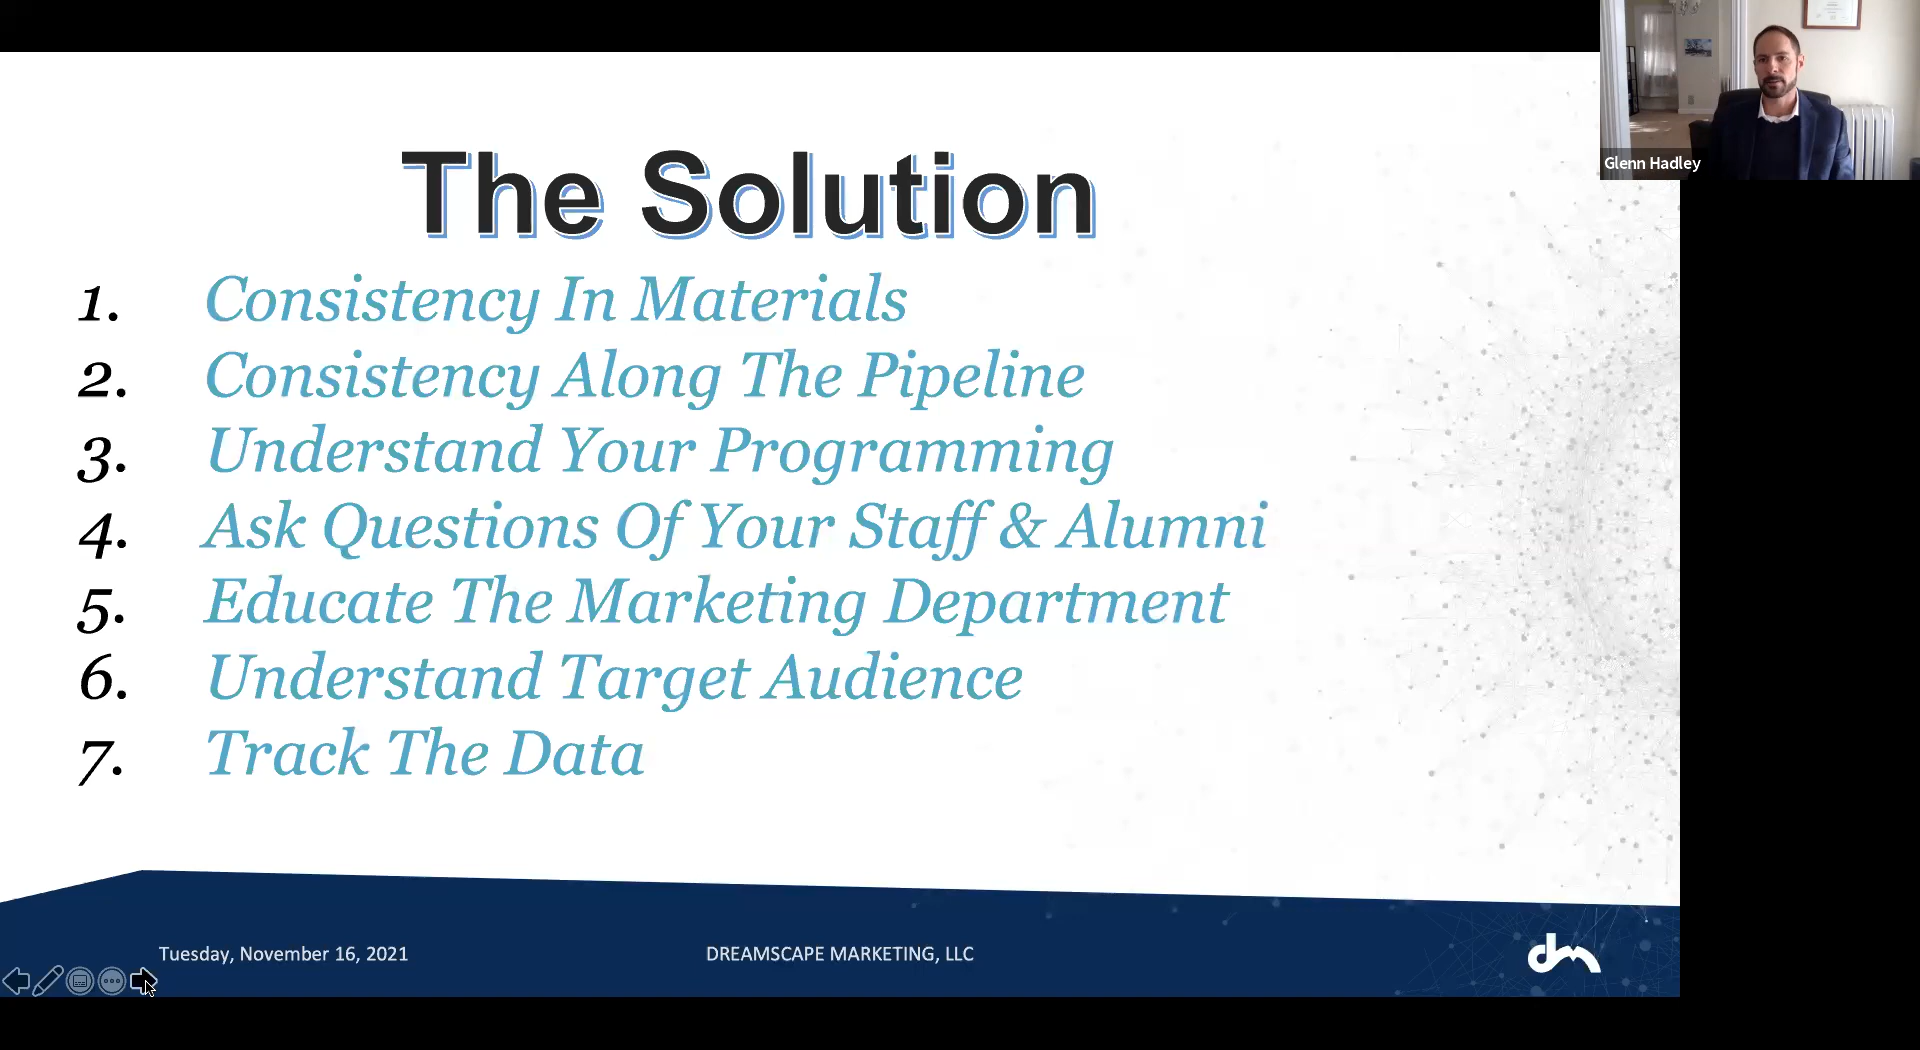 Glenn Hadley
The Solution
1. Consistency In Materials
2. Consistency Along The Pipeline
3. Understand Your Programming
4. Ask Questions Of Your Staff & Alumni
5. Educate The Marketing Department
6. Understand Target Audience
7. Track The Data
Tuesday, November 16, 2021
DREAMSCAPE MARKETING, LLC
dm